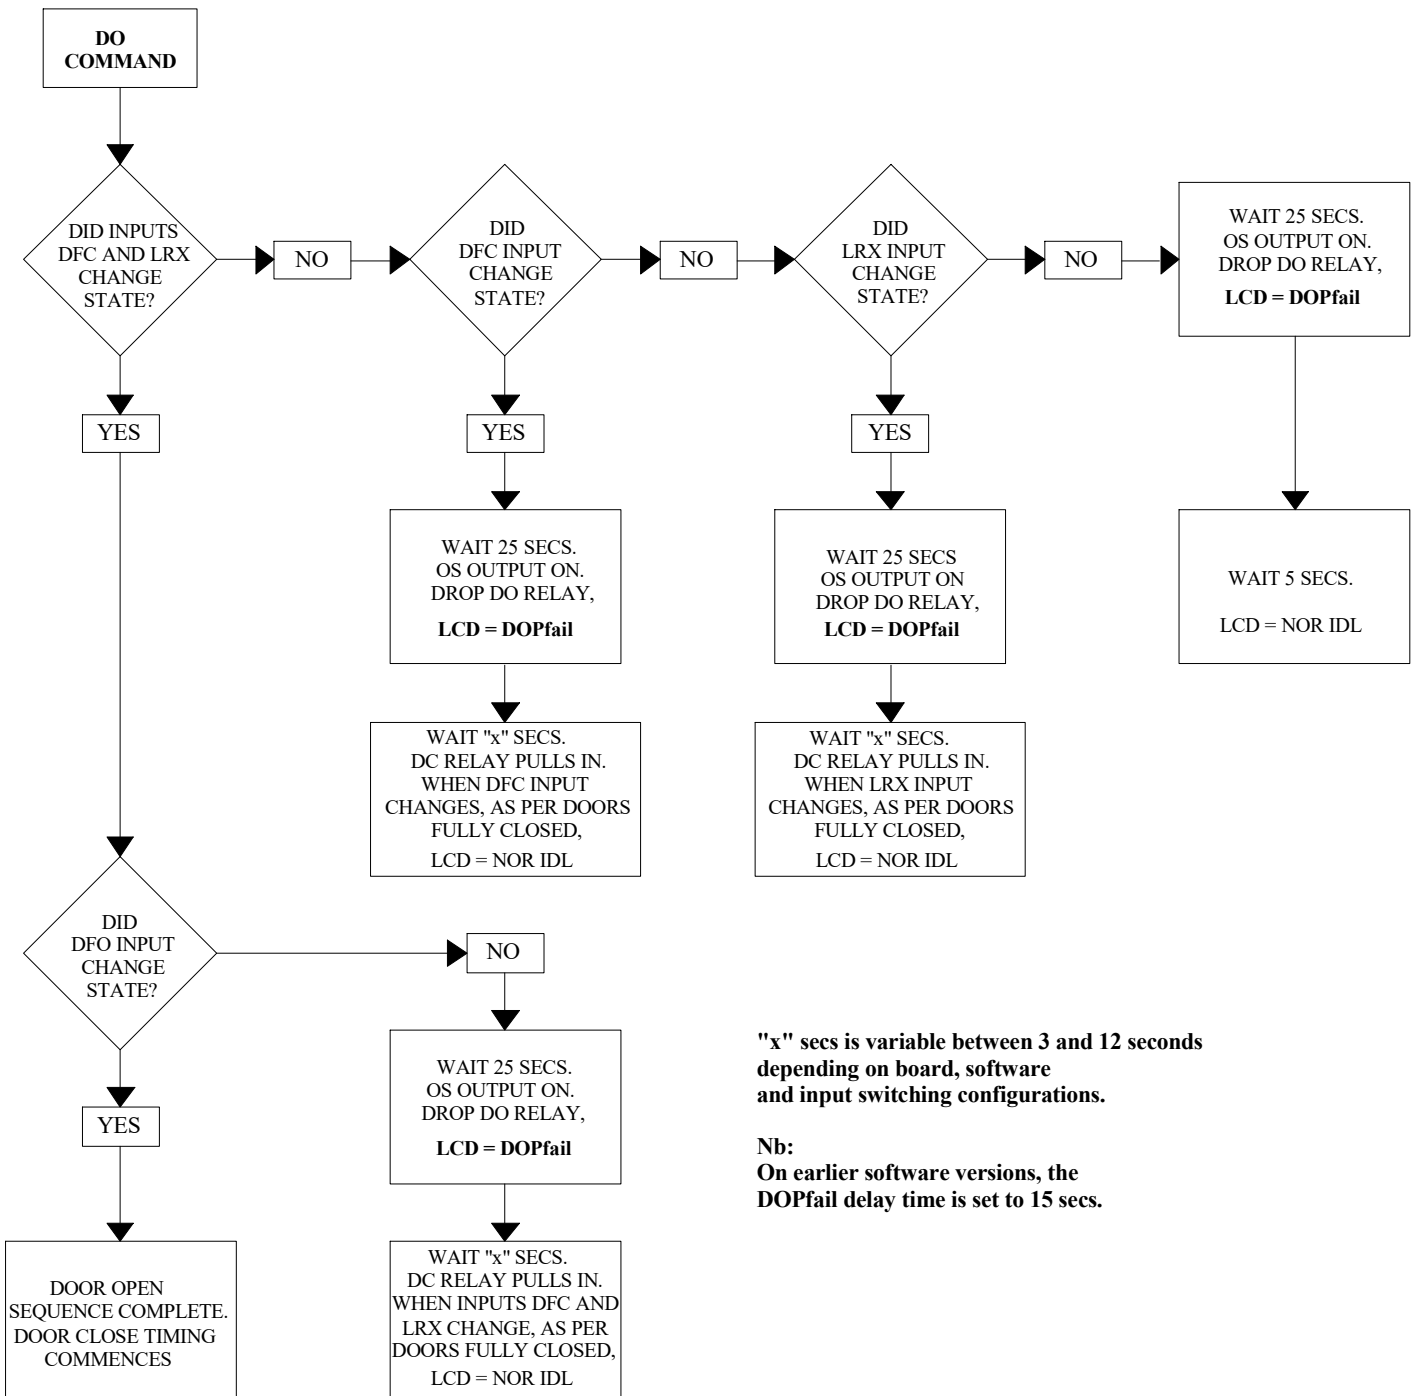 DO
COMMAND
DID INPUTS
DFC AND LRX
CHANGE
STATE?
NO
DID
DFC INPUT
CHANGE
STATE?
NO
DID
LRX INPUT
CHANGE
STATE?
NO
WAIT 25 SECS.
OS OUTPUT ON.
DROP DO RELAY,
LCD = DOPfail
YES
YES
YES
WAIT 25 SECS.
OS OUTPUT ON.
DROP DO RELAY,
LCD = DOPfail
WAIT 25 SECS
OS OUTPUT ON
DROP DO RELAY,
LCD = DOPfail
WAIT 5 SECS.
LCD = NOR IDL
WAIT "x" SECS.
DC RELAY PULLS IN.
WHEN DFC INPUT
CHANGES, AS PER DOORS
FULLY CLOSED,
LCD = NOR IDL
WAIT "x" SECS.
DC RELAY PULLS IN.
WHEN LRX INPUT
CHANGES, AS PER DOORS
FULLY CLOSED,
LCD = NOR IDL
DID
DFO INPUT
CHANGE
STATE?
NO
YES
WAIT 25 SECS.
OS OUTPUT ON.
DROP DO RELAY,
LCD = DOPfail
"x" secs is variable between 3 and 12 seconds
depending on board, software
and input switching configurations.
Nb:
On earlier software versions, the
DOPfail delay time is set to 15 secs.
DOOR OPEN
SEQUENCE COMPLETE.
DOOR CLOSE TIMING
COMMENCES
WAIT "x" SECS.
DC RELAY PULLS IN.
WHEN INPUTS DFC AND
LRX CHANGE, AS PER
DOORS FULLY CLOSED,
LCD = NOR IDL